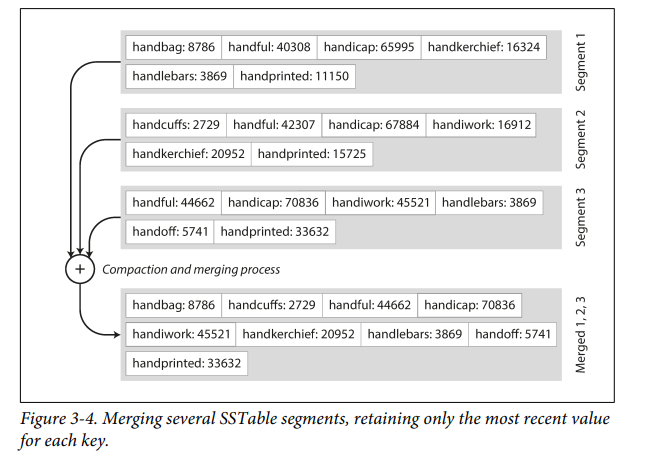 handbag: 8786 handful: 40308 handicap: 65995 handkerchief: 16324
handlebars: 3869 handprinted: 11150
Segment 1
handcuffs: 2729 handful: 42307 handicap: 67884 handiwork: 16912
handkerchief: 20952 handprinted: 15725
Segment 2
handful: 44662 handicap: 70836 handiwork: 45521 handlebars: 3869
handoff: 5741 handprinted: 33632
Segment 3
+ Compaction and merging process
handbag: 8786 handcuffs: 2729 handful: 44662 handicap: 70836
handiwork: 45521 handkerchief: 20952 handlebars: 3869 handoff: 5741
handprinted: 33632
Merged 1, 2, 3
Figure 3-4. Merging several SSTable segments, retaining only the most recent value
for each key.